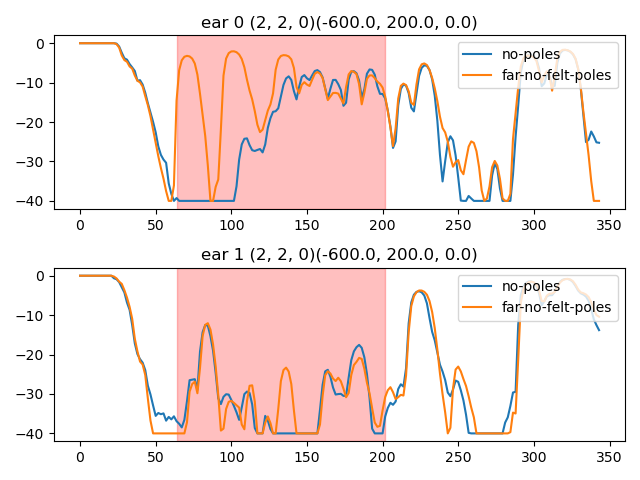 ear 0 (2, 2, 0)(-600.0, 200.0, 0.0)
0
−10
−20
−30
−40
no-poles
far-no-felt-poles
0 50 100 150 200 250 300 350
ear 1 (2, 2, 0)(-600.0, 200.0, 0.0)
0
−10
−20
−30
−40
no-poles
far-no-felt-poles
0 50 100 150 200 250 300 350